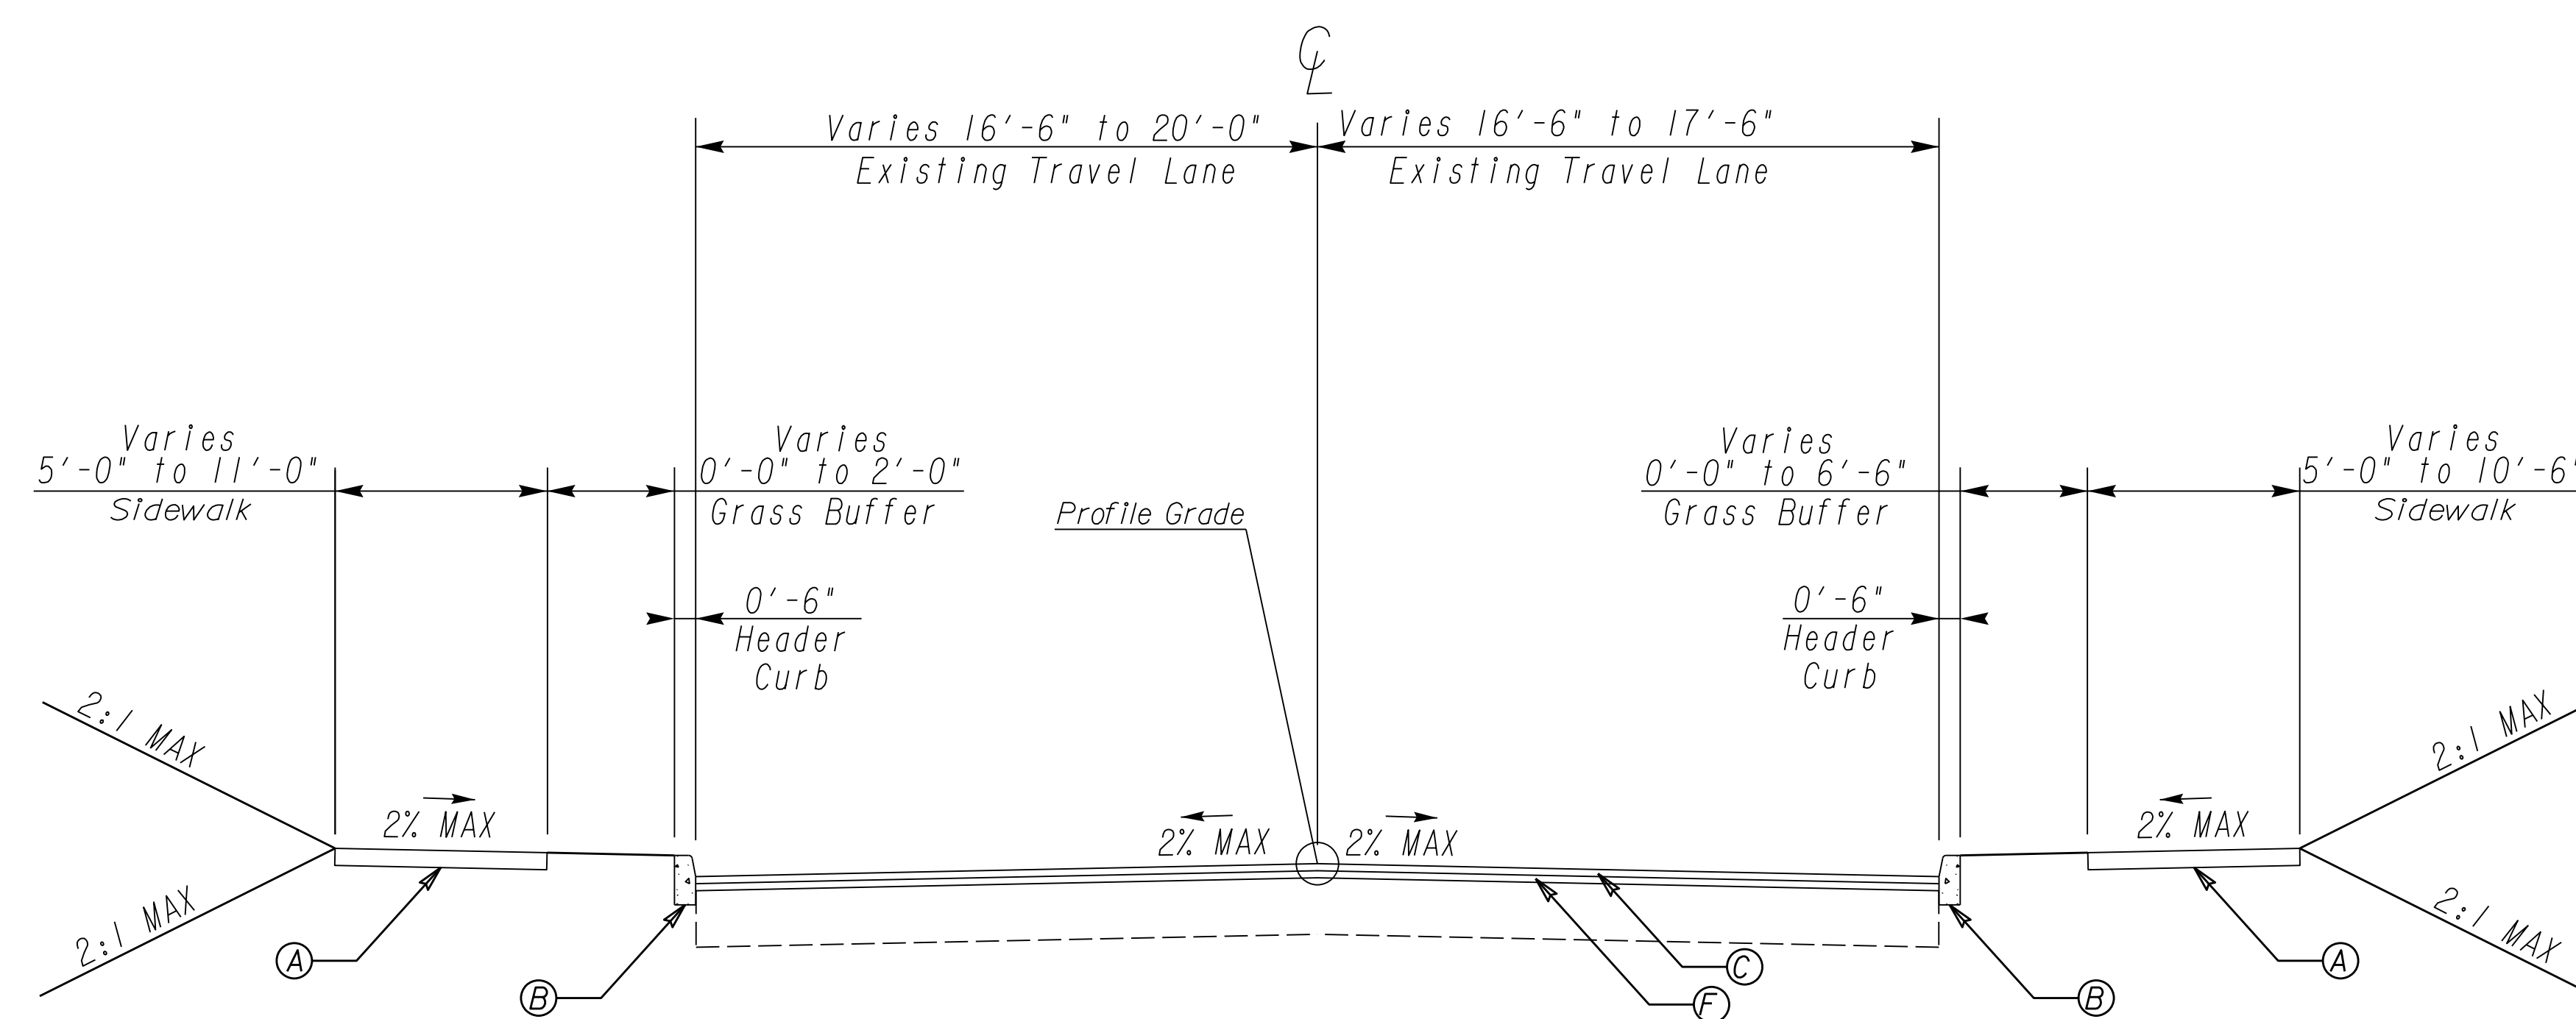 CL
Varies 16'-6" to 20'-0"
Varies 16'-6" to 17'-6"
Existing Travel Lane
Existing Travel Lane
Varies
5'-0" to 11'-0"
Sidewalk
Varies
0'-0" to 2'-0"
Grass Buffer
Profile Grade
Varies
0'-0" to 6'-6"
Grass Buffer
Varies
5'-0" to 10'-6"
Sidewalk
0'-6"
Header
Curb
0'-6"
Header
Curb
2:1 MAX
2% MAX
2% MAX
2% MAX
2% MAX
2:1 MAX
2:1 MAX
2:1 MAX
A
B
C
F
B
A